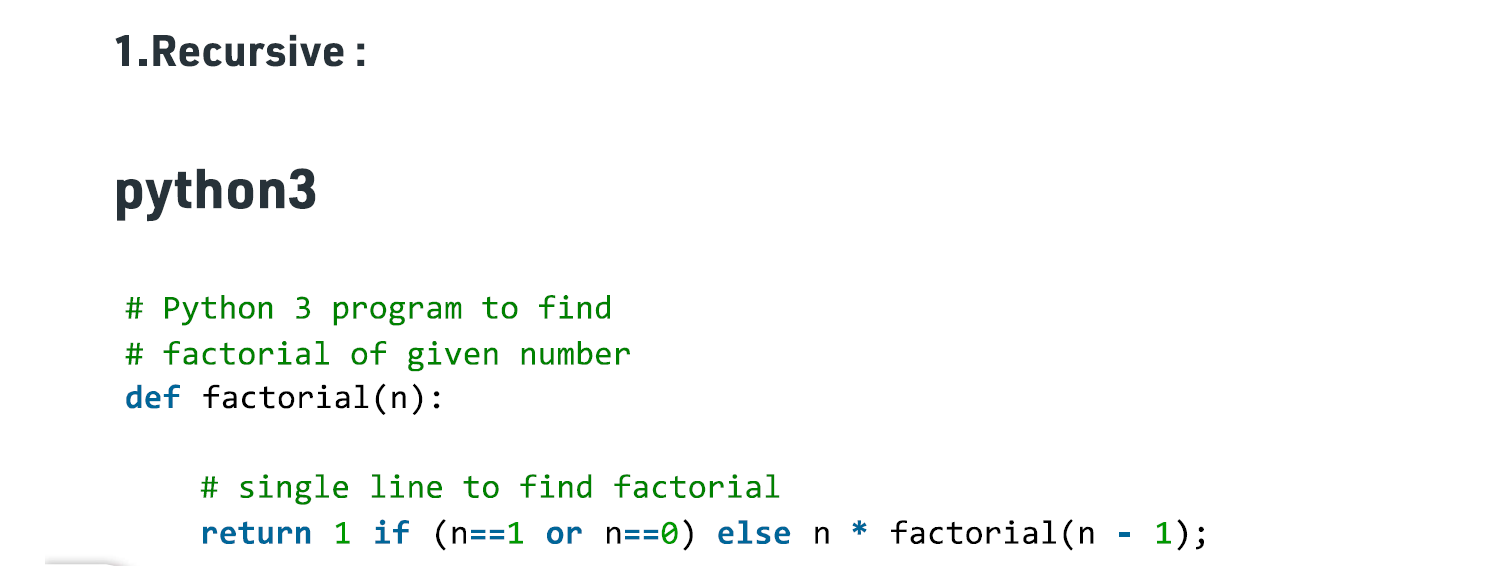 1.Recursive :
python3
# Python 3 program to find
# factorial of given number
def factorial(n):
# single line to find factorial
return 1 if (n==1 or n==0) else n * factorial(n - 1);